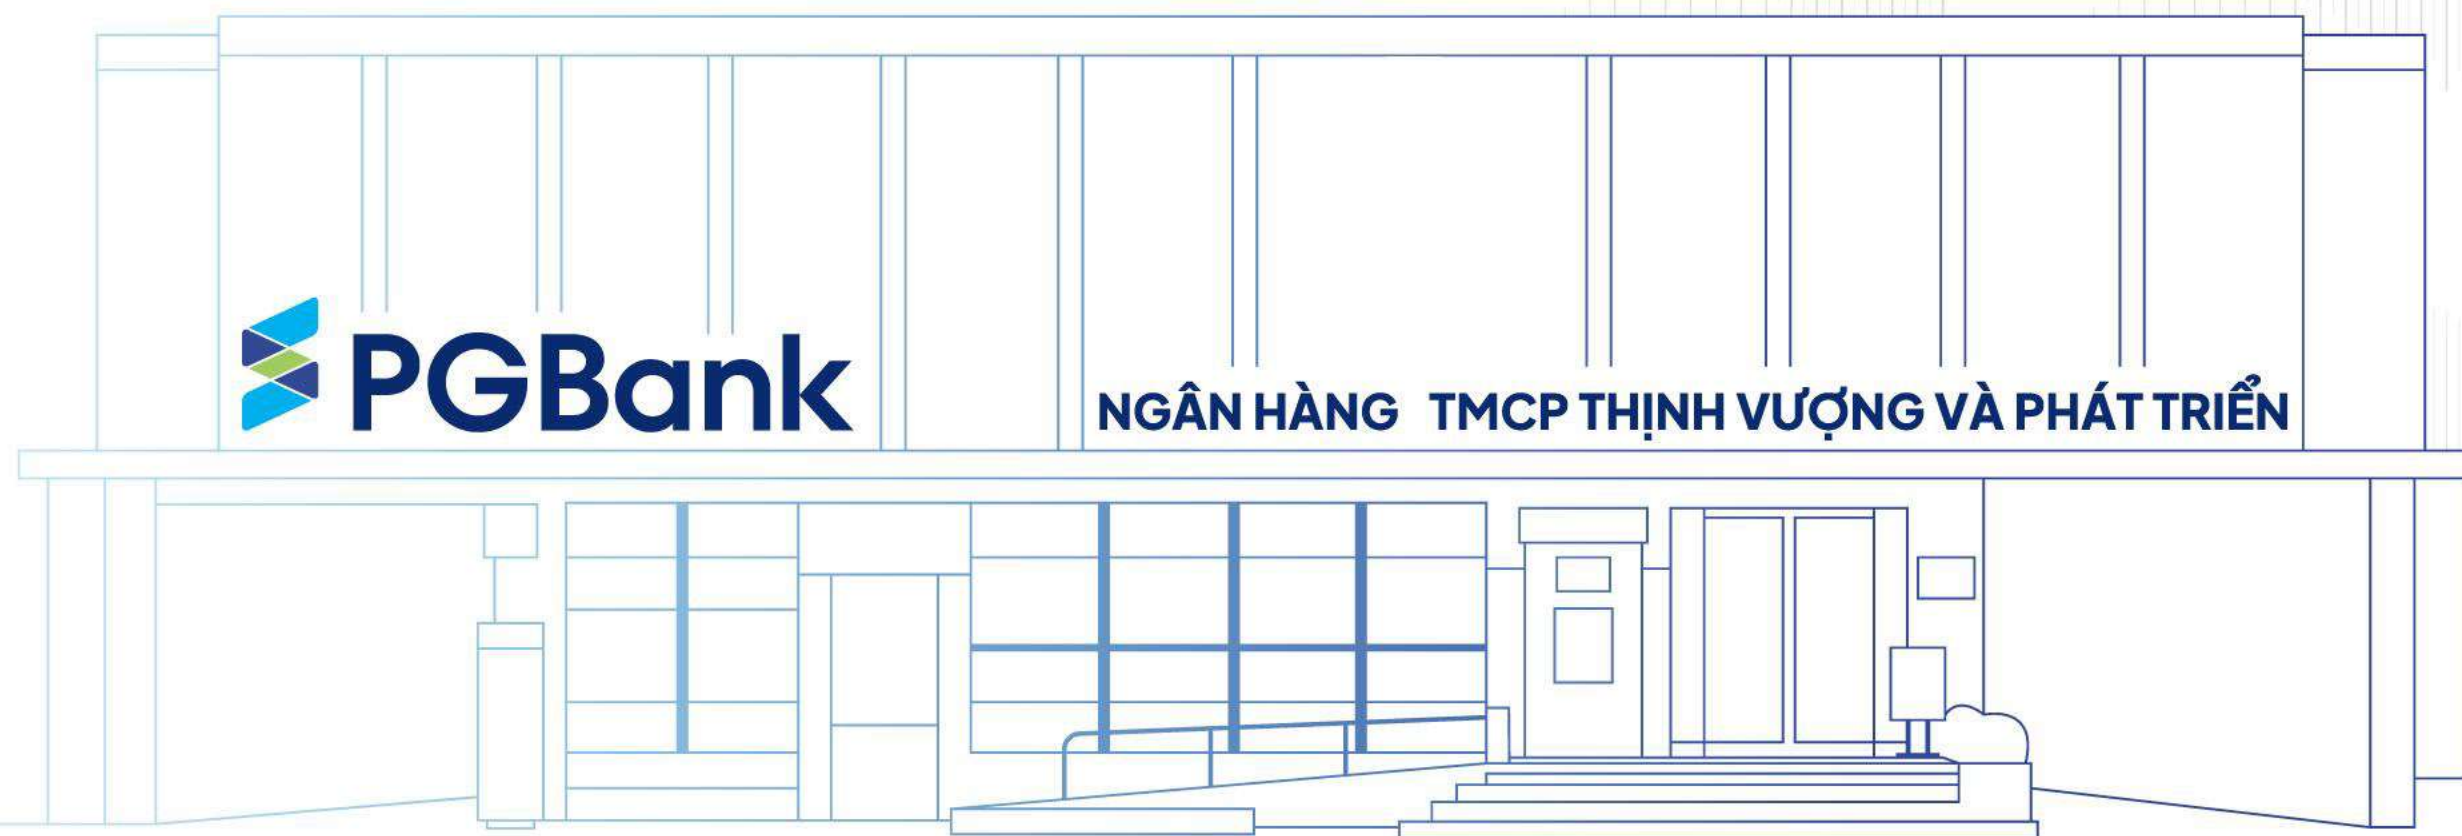 PGBank
NGÂN HÀNG TMCP THỊNH VƯỢNG VÀ PHÁT TRIỂN